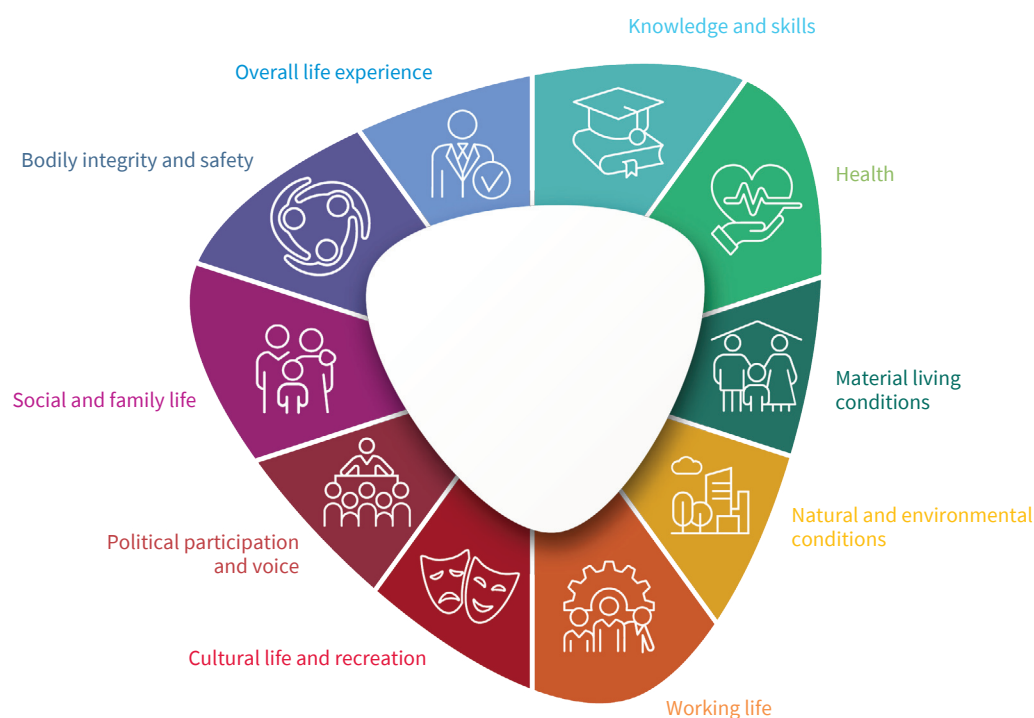 Knowledge and skills
Overall life experience
Bodily integrity and safety
Health
Material living
conditions
Social and family life
Natural and environmental
conditions
Political participation
and voice
Cultural life and recreation
Working life